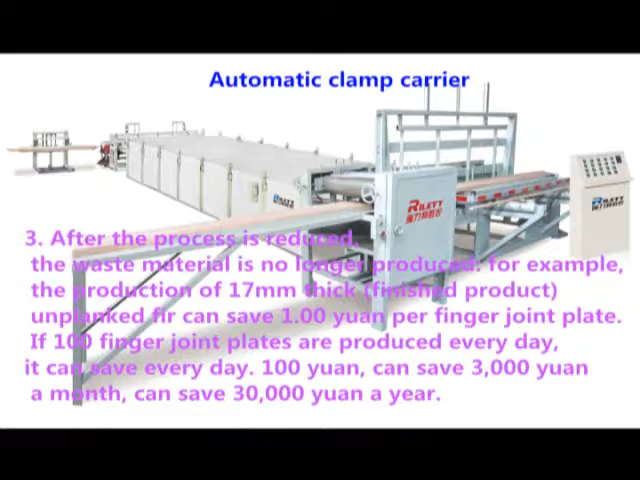 Automatic clamp carrier
RILETT
RILETT
3. After the process is reduced,
the waste material is no longer produced: for example,
the production of 17mm thick (finished product)
unplanked fir can save 1.00 yuan per finger joint plate.
If 100 finger joint plates are produced every day,
it can save every day. 100 yuan, can save 3,000 yuan
a month, can save 30,000 yuan a year.